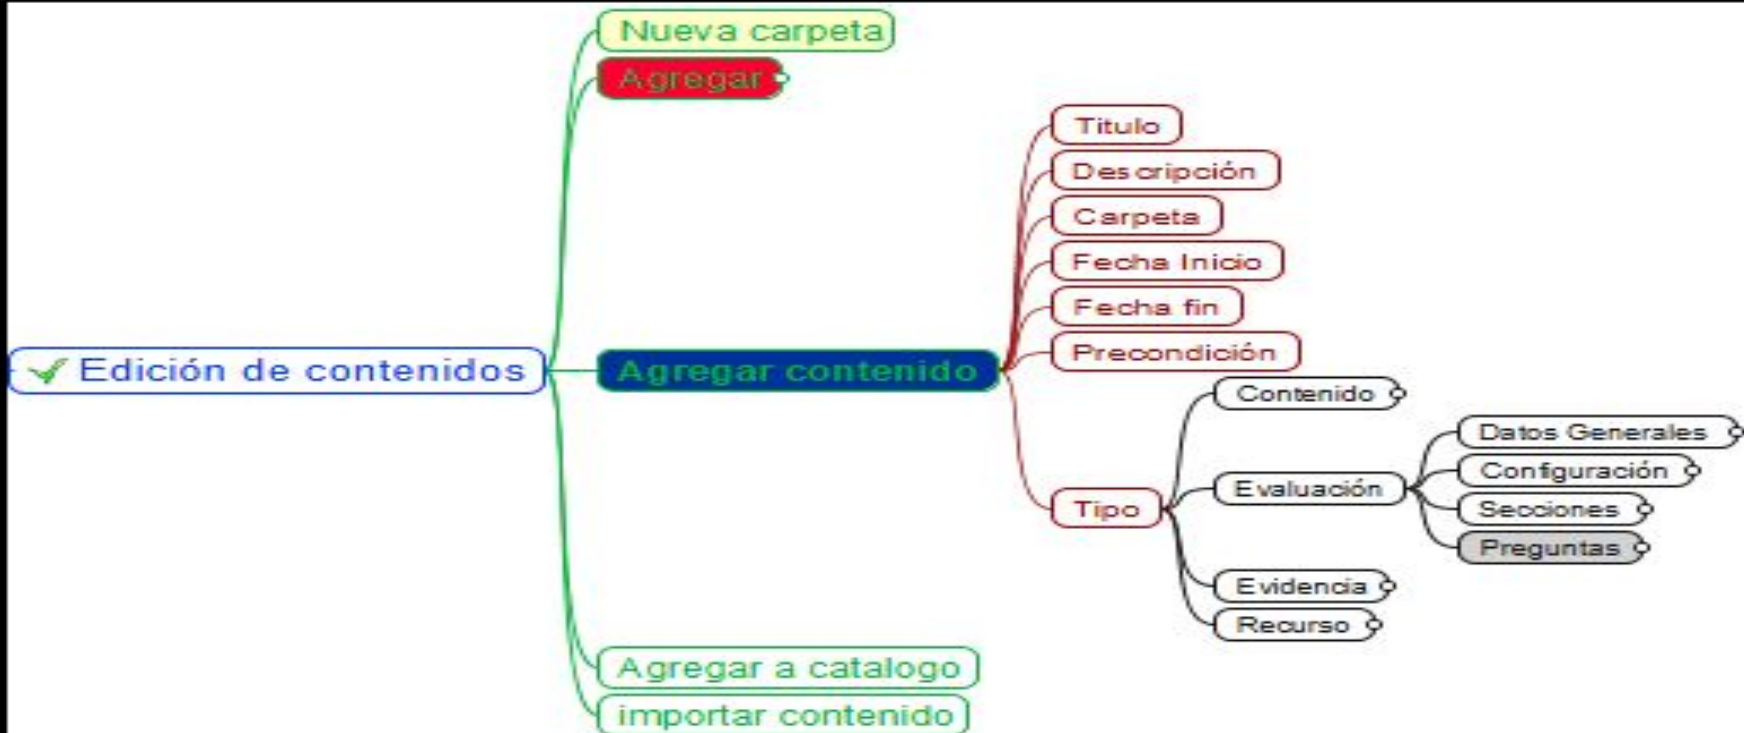 Nueva carpeta
Agregar
Titulo
Descripción
Carpeta
Fecha Inicio
Fecha fin
Edición de contenidos
Agregar contenido
Precondición
Contenido
Datos Generales
Configuración
Evaluación
Tipo
Secciones
Preguntas
Evidencia
Recurso
Agregar a catalogo
importar contenido